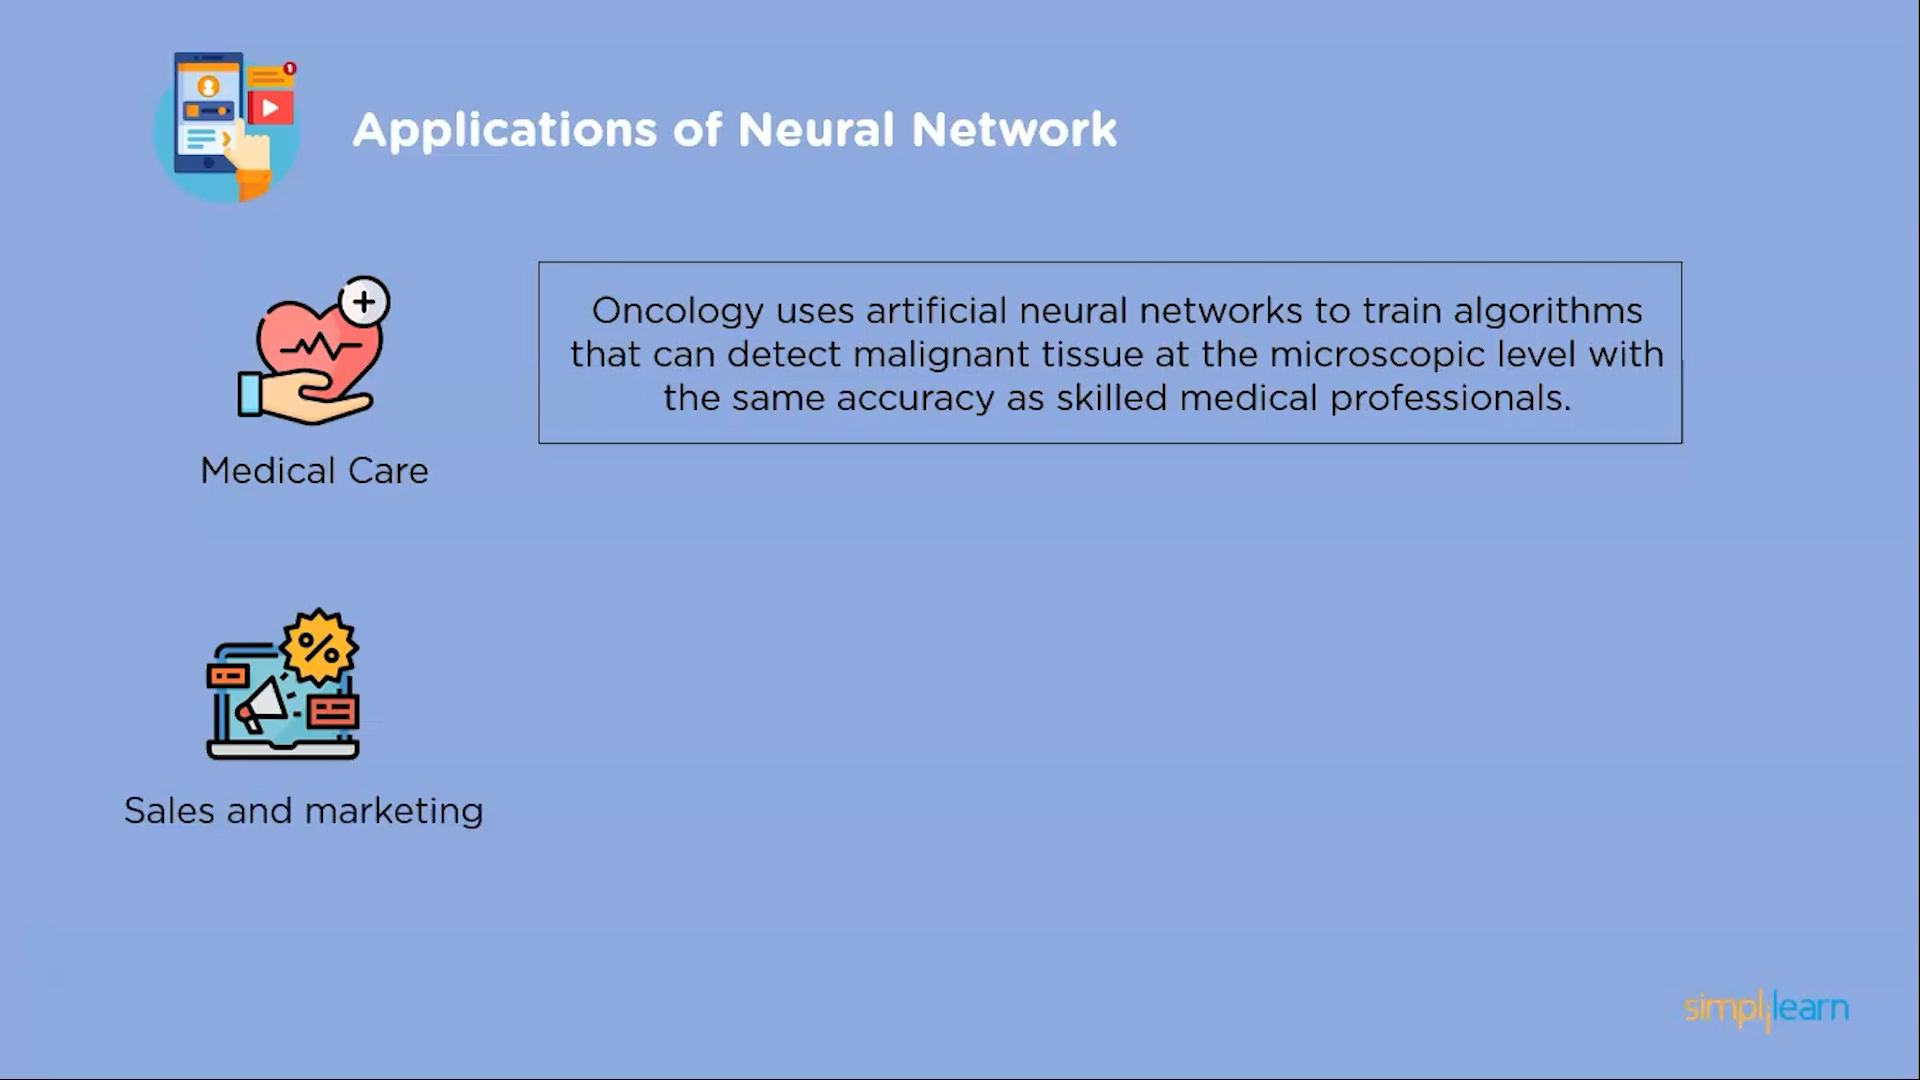 Applications of Neural Network
Oncology uses artificial neural networks to train algorithms
that can detect malignant tissue at the microscopic level with
the same accuracy as skilled medical professionals.
Medical Care
Sales and marketing
simplilearn